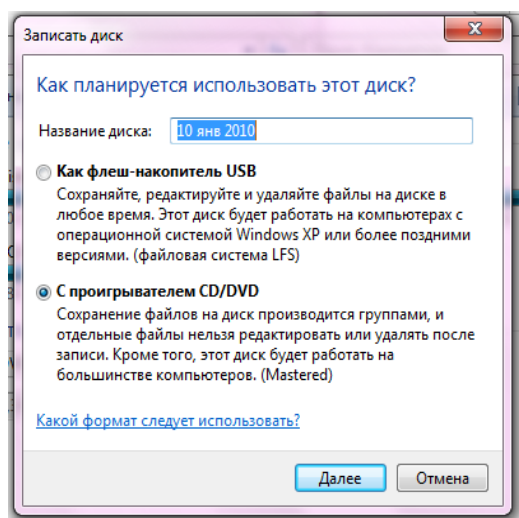 Записать диск
Как планируется использовать этот диск?
Название диска: 10 янв 2010
Как флеш-накопитель USB
Сохраняйте, редактируйте и удаляйте файлы на диске в
любое время. Этот диск будет работать на компьютерах с
операционной системой Windows XP или более поздними
версиями. (файловая система LFS)
С проигрывателем CD/DVD
Сохранение файлов на диск производится группами, и
отдельные файлы нельзя редактировать или удалять после
записи. Кроме того, этот диск будет работать на
большинстве компьютеров. (Mastered)
Какой формат следует использовать?
Далее Отмена